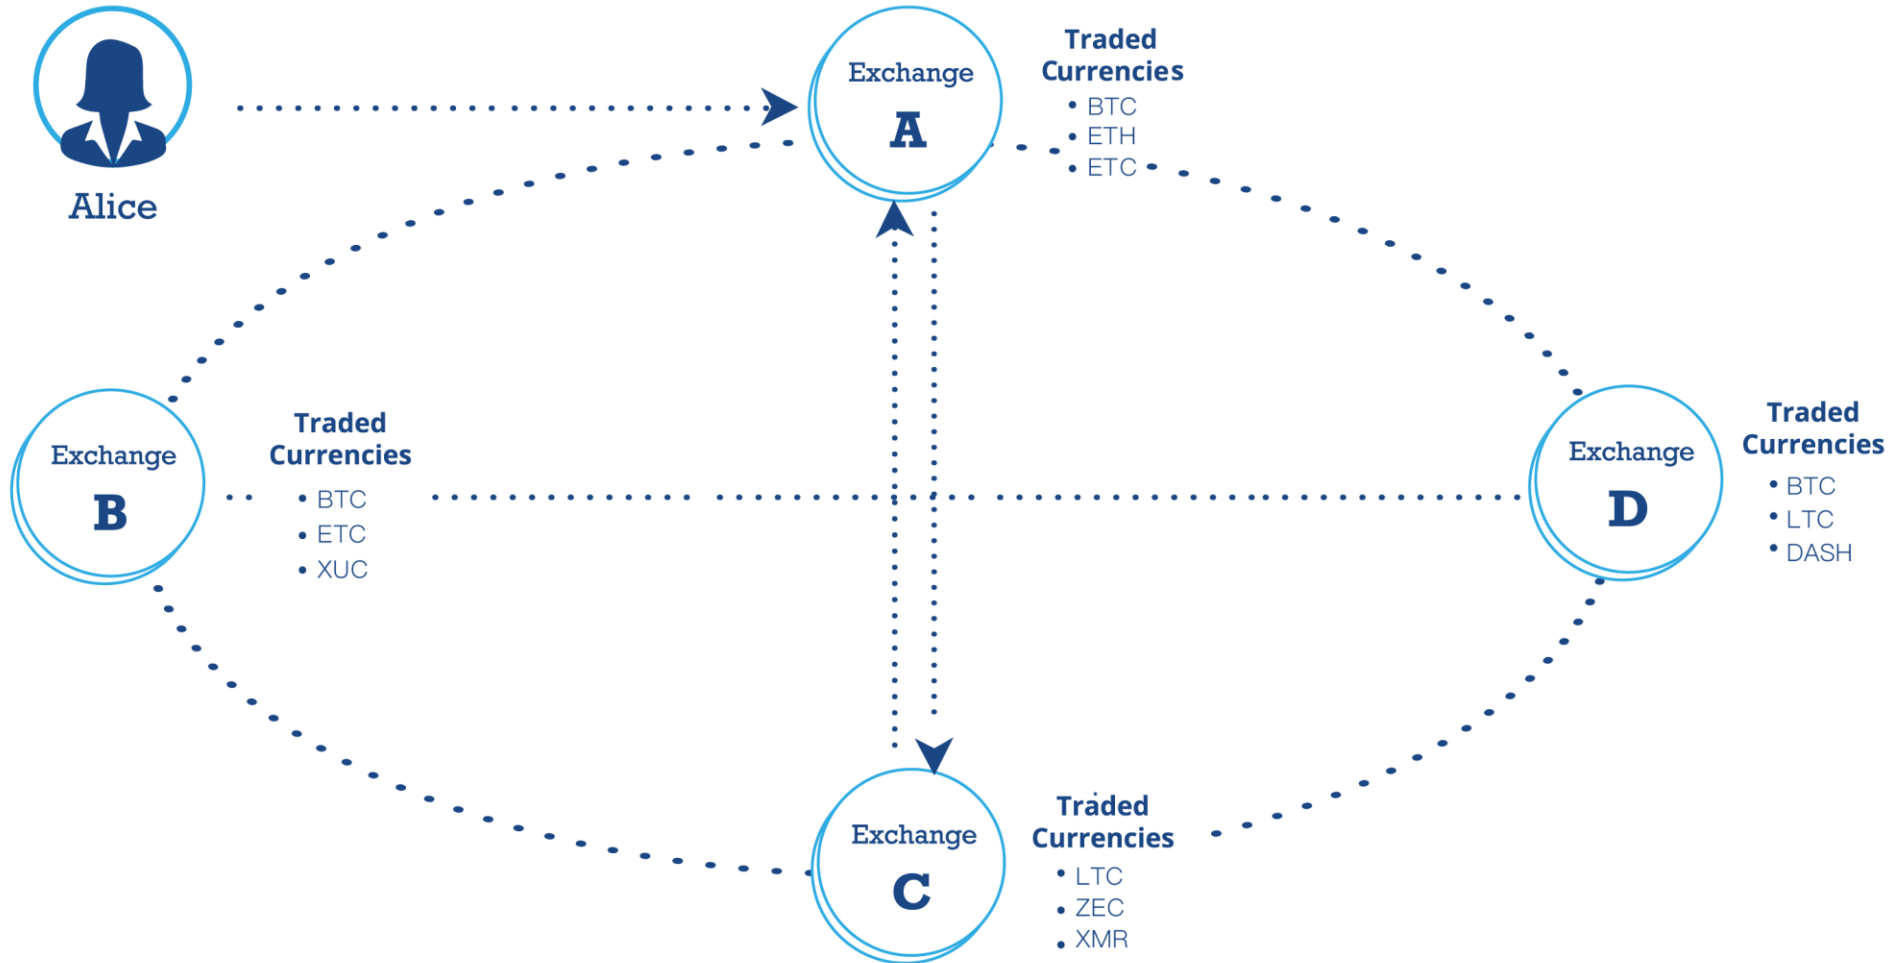 Alice
Exchange
A
Traded
Currencies
• BTC
• ETH
• ETC
Exchange
B
Traded
Currencies
• BTC
• ETC
• XUC
Exchange
D
Traded
Currencies
• BTC
• LTC
• DASH
Exchange
C
Traded
Currencies
• LTC
• ZEC
• XMR